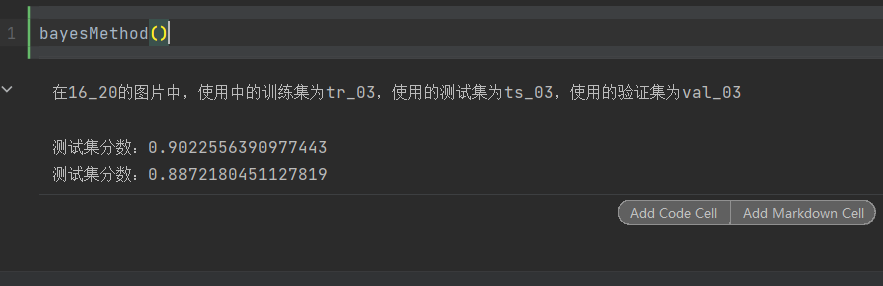 1 bayesMethod()
在16_20的图片中，使用中的训练集为tr_03，使用的测试集为ts_03，使用的验证集为val_03
测试集分数：0.9022556390977443
测试集分数：0.8872180451127819
Add Code Cell Add Markdown Cell